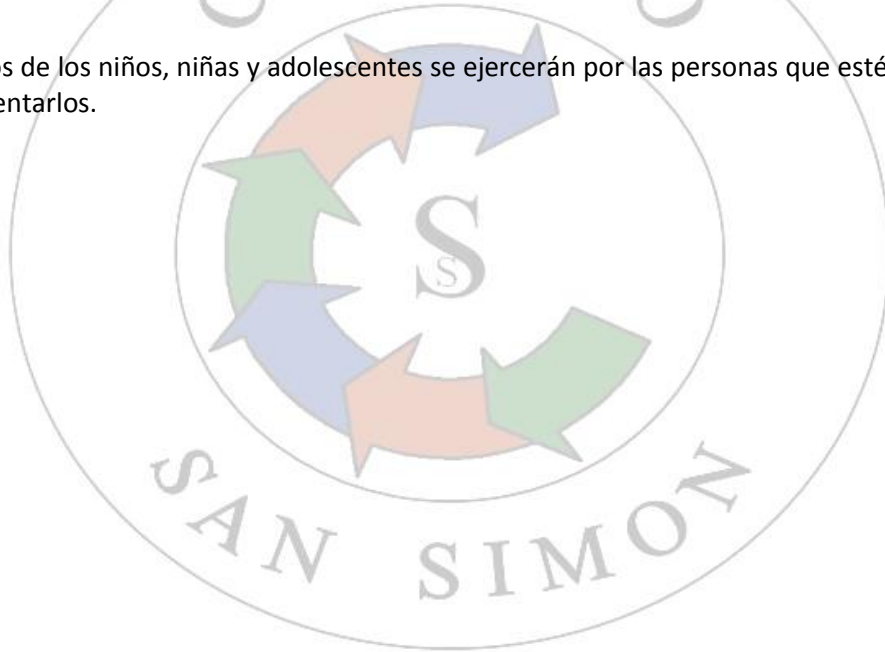 os de los niños, niñas y adolescentes se ejercerán por las personas que esté
entarlos.
S
S
SAN SIMON